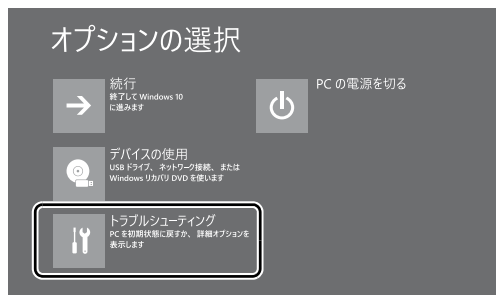 オプションの選択
続行
終了して Windows 10
に進みます
PC の電源を切る
デバイスの使用
USB ドライブ、ネットワーク接続、または
Windows リカバリ DVD を使います
トラブルシューティング
PC を初期状態に戻すか、詳細オプションを
表示します